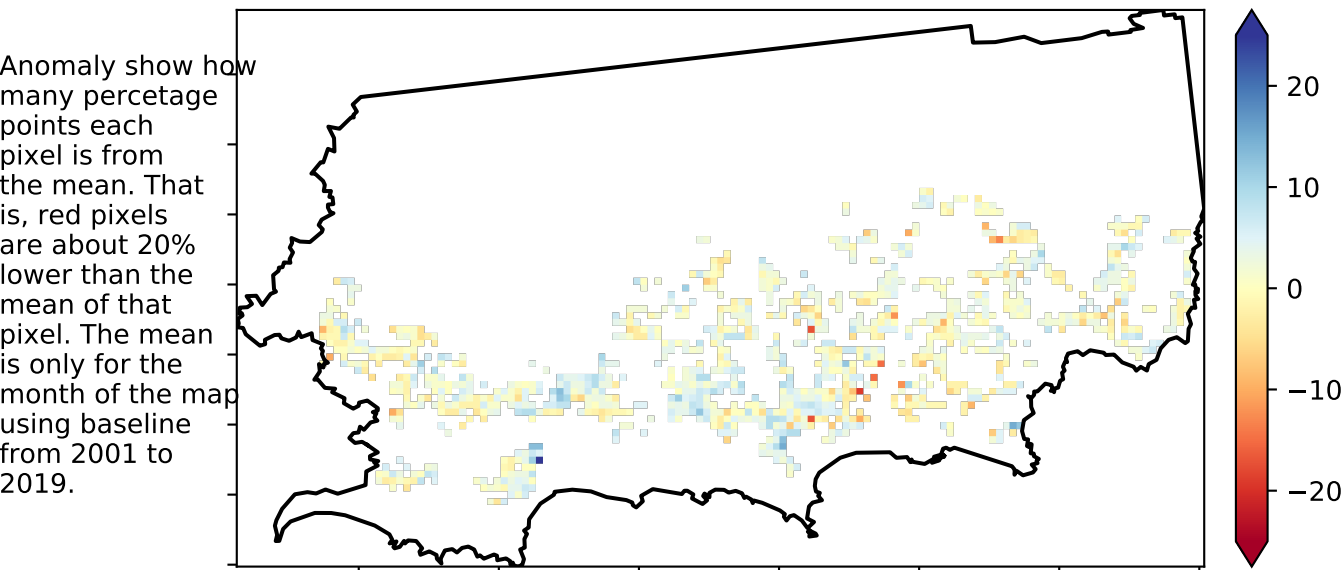 Anomaly show how
many percetage
points each
pixel is from
the mean. That
is, red pixels
are about 20%
lower than the
mean of that
pixel. The mean
is only for the
month of the map
using baseline
from 2001 to
2019.
20
10
0
−10
−20